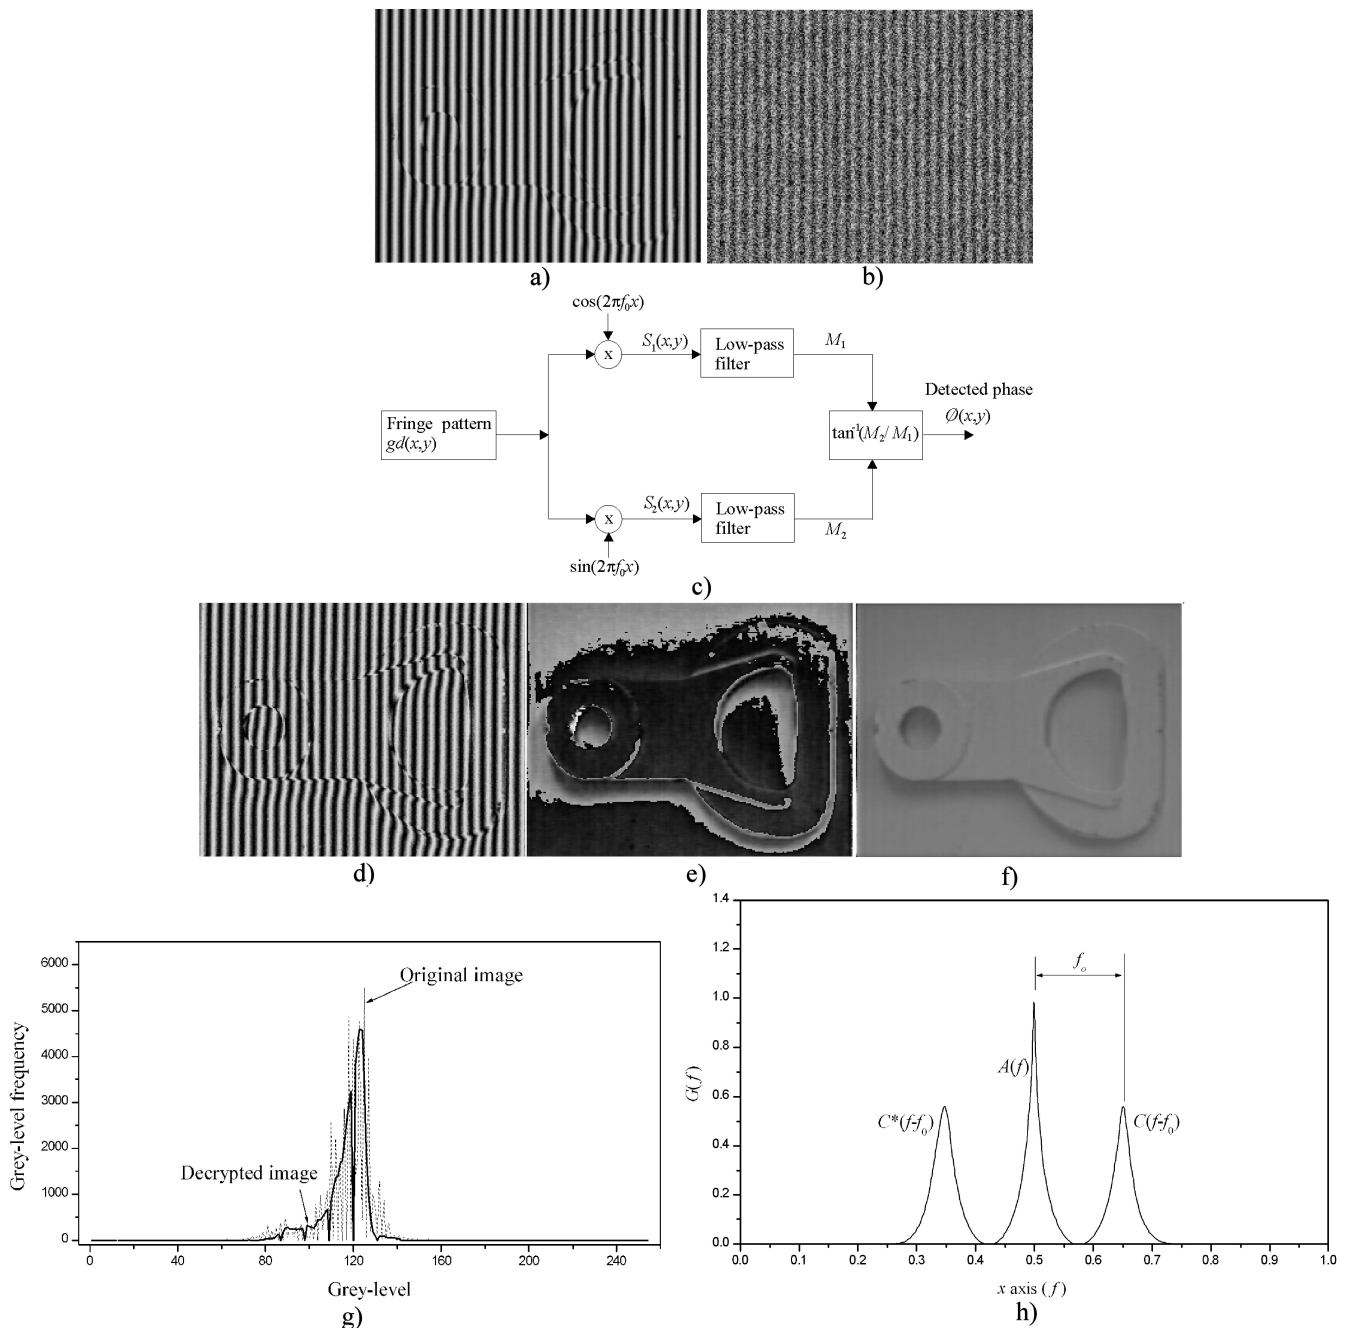 a)
b)
cos(2πf₀x)
S₁(x,y)
Low-pass
filter
M₁
Detected phase
Ø(x,y)
Fringe pattern
gd(x,y)
tan⁻¹(M₂/ M₁)
S₂(x,y)
Low-pass
filter
M₂
sin(2πf₀x)
c)
d)
e)
f)
Grey-level frequency
6000
5000
4000
3000
2000
1000
0
Original image
Decrypted image
0 40 80 120 160 200 240
Grey-level
g)
G(f)
1.4
1.2
1.0
0.8
0.6
0.4
0.2
0.0
fₒ
A(f)
C*(f-f₀)
C(f-f₀)
0.0 0.1 0.2 0.3 0.4 0.5 0.6 0.7 0.8 0.9 1.0
x axis ( f )
h)